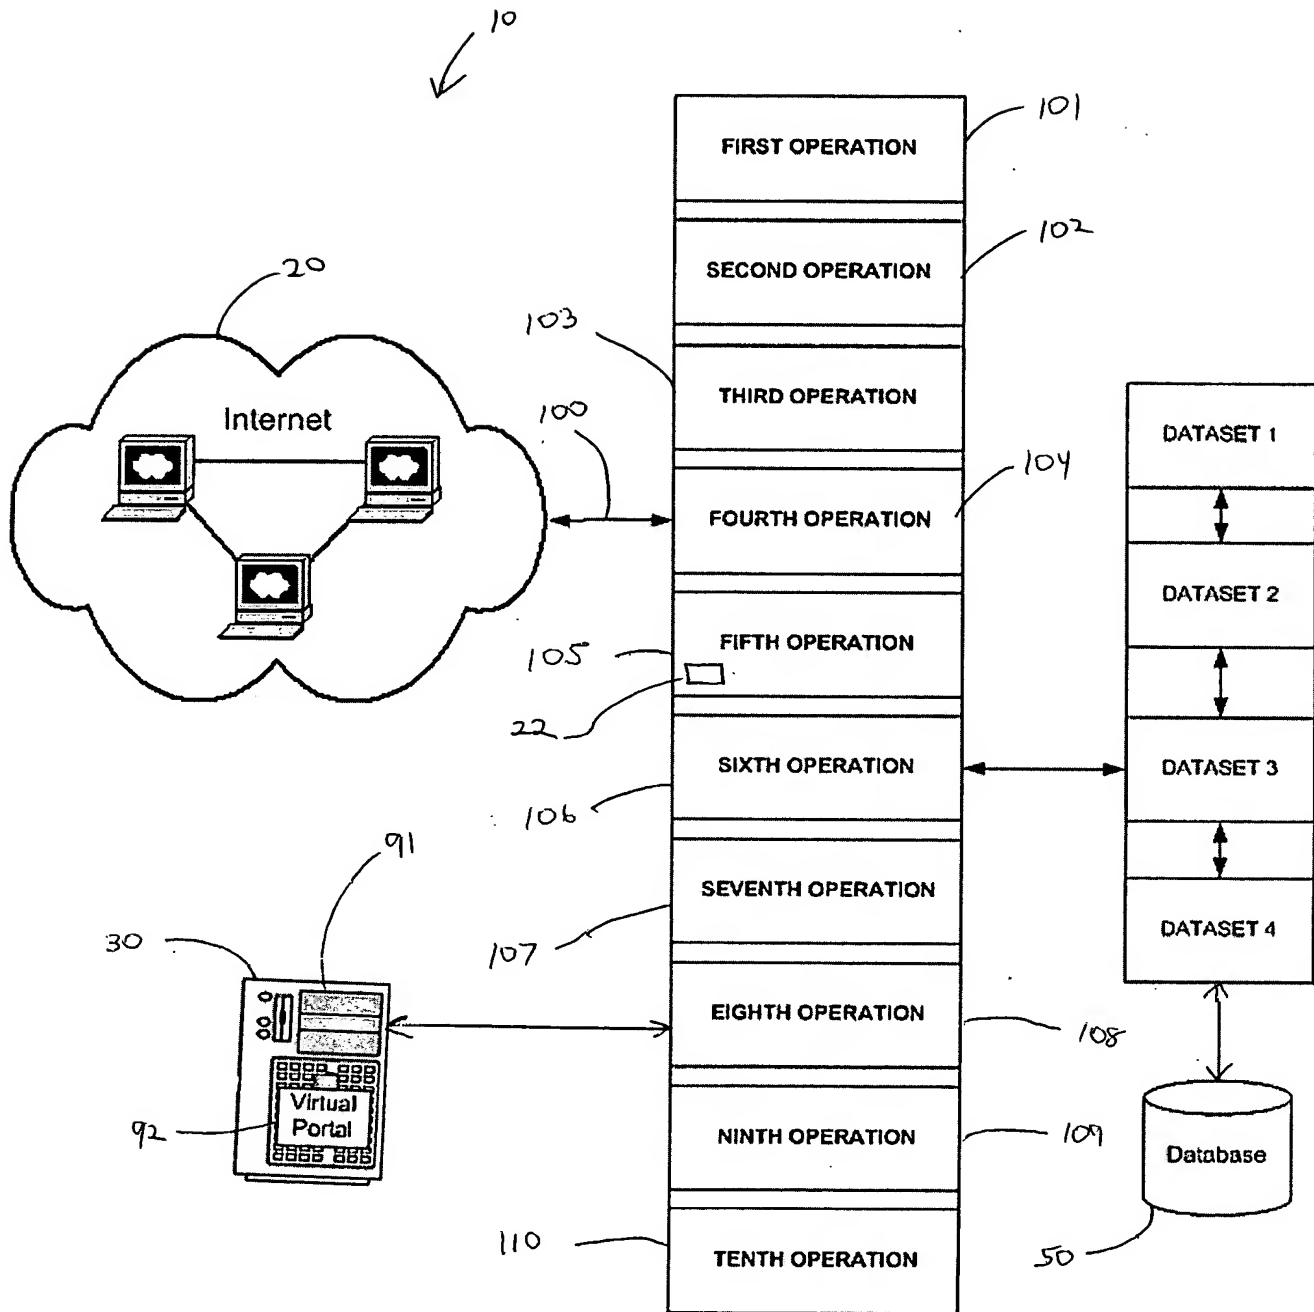 10
101
FIRST OPERATION
102
SECOND OPERATION
20
103
THIRD OPERATION
Internet
100
DATASET 1
104
FOURTH OPERATION
DATASET 2
FIFTH OPERATION
105
22
SIXTH OPERATION
DATASET 3
106
91
SEVENTH OPERATION
30
107
DATASET 4
EIGHTH OPERATION
108
Virtual
Portal
92
NINTH OPERATION
109
Database
110
TENTH OPERATION
50